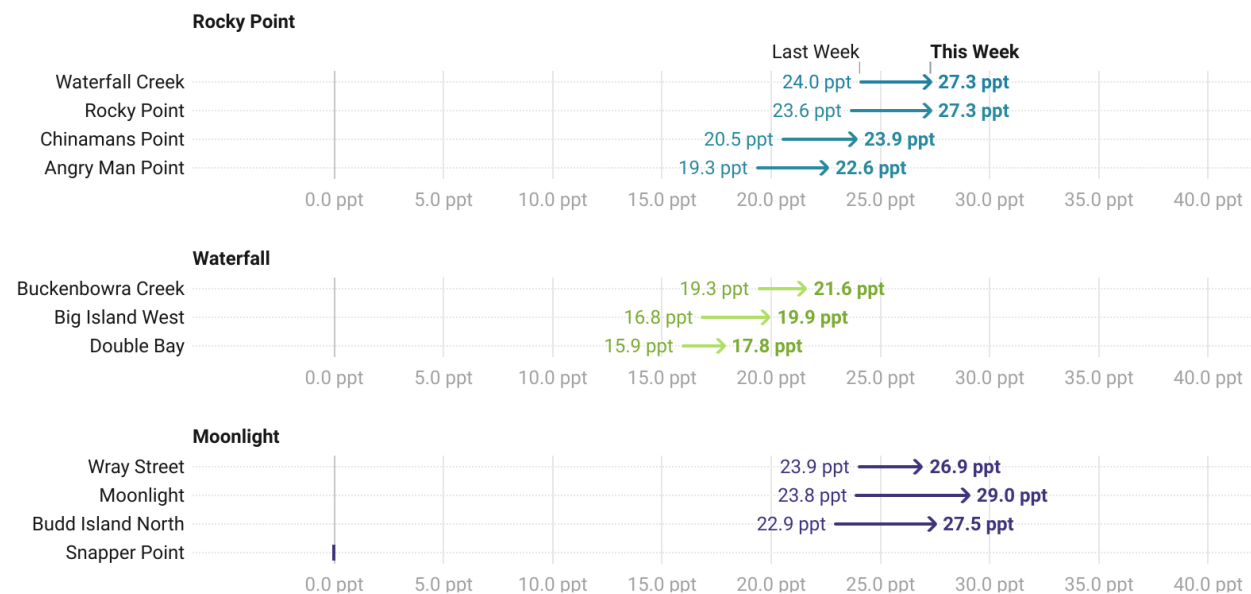 Rocky Point
Last Week This Week
Waterfall Creek 24.0 ppt 27.3 ppt
Rocky Point 23.6 ppt 27.3 ppt
Chinamans Point 20.5 ppt 23.9 ppt
Angry Man Point 19.3 ppt 22.6 ppt
0.0 ppt 5.0 ppt 10.0 ppt 15.0 ppt 20.0 ppt 25.0 ppt 30.0 ppt 35.0 ppt 40.0 ppt
Waterfall
Buckenbowra Creek 19.3 ppt 21.6 ppt
Big Island West 16.8 ppt 19.9 ppt
Double Bay 15.9 ppt 17.8 ppt
0.0 ppt 5.0 ppt 10.0 ppt 15.0 ppt 20.0 ppt 25.0 ppt 30.0 ppt 35.0 ppt 40.0 ppt
Moonlight
Wray Street 23.9 ppt 26.9 ppt
Moonlight 23.8 ppt 29.0 ppt
Budd Island North 22.9 ppt 27.5 ppt
Snapper Point
0.0 ppt 5.0 ppt 10.0 ppt 15.0 ppt 20.0 ppt 25.0 ppt 30.0 ppt 35.0 ppt 40.0 ppt